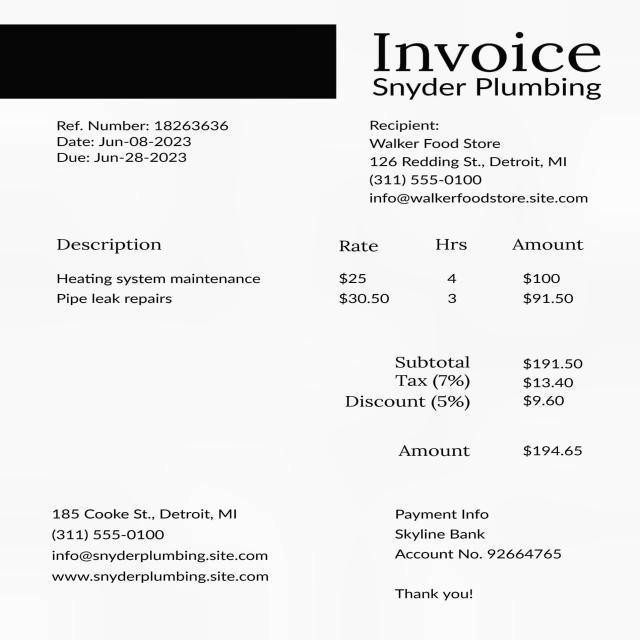 Invoice
Snyder Plumbing
Ref. Number: 18263636
Date: Jun-08-2023
Due: Jun-28-2023
Recipient:
Walker Food Store
126 Redding St., Detroit, MI
(311) 555-0100
info@walkerfoodstore.site.com
Description Rate Hrs Amount
Heating system maintenance $25 4 $100
Pipe leak repairs $30.50 3 $91.50
Subtotal $191.50
Tax (7%) $13.40
Discount (5%) $9.60
Amount $194.65
185 Cooke St., Detroit, MI
(311) 555-0100
info@snyderplumbing.site.com
www.snyderplumbing.site.com
Payment Info
Skyline Bank
Account No. 92664765
Thank you!